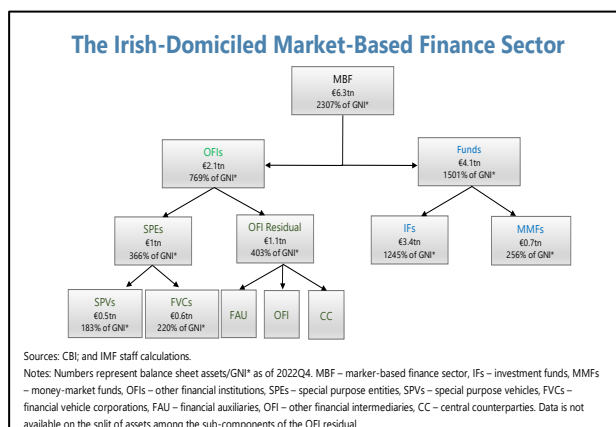 The Irish-Domiciled Market-Based Finance Sector
MBF
€6.3tn
2307% of GNI*
OFIs
€2.1tn
769% of GNI*
Funds
€4.1tn
1501% of GNI*
SPEs
€1tn
366% of GNI*
OFI Residual
€1.1tn
403% of GNI*
IFs
€3.4tn
1245% of GNI*
MMFs
€0.7tn
256% of GNI*
SPVs
€0.5tn
183% of GNI*
FVCs
€0.6tn
220% of GNI*
FAU
OFI
CC
Sources: CBI; and IMF staff calculations.
Notes: Numbers represent balance sheet assets/GNI* as of 2022Q4. MBF – marker-based finance sector, IFs – investment funds, MMFs
– money-market funds, OFIs – other financial institutions, SPEs – special purpose entities, SPVs – special purpose vehicles, FVCs –
financial vehicle corporations, FAU – financial auxiliaries, OFI – other financial intermediaries, CC – central counterparties. Data is not
available on the split of assets among the sub-components of the OFI residual